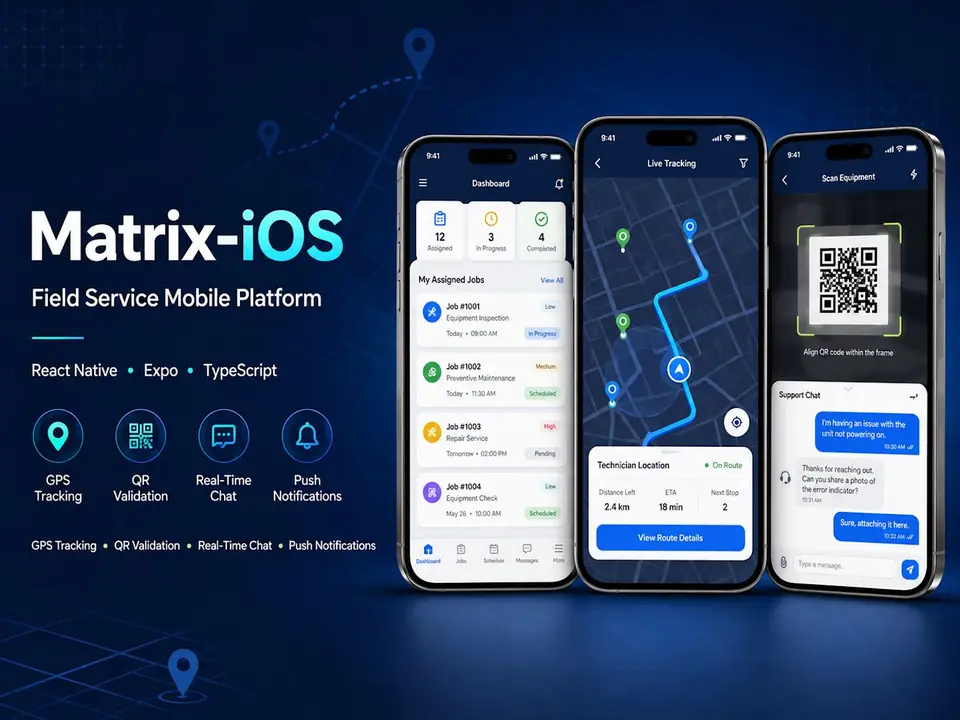 Matrix-iOS
Field Service Mobile Platform
React Native • Expo • TypeScript
GPS
Tracking
QR
Validation
Real-Time
Chat
Push
Notifications
GPS Tracking • QR Validation • Real-Time Chat • Push Notifications
9:41
Dashboard
12
Assigned
3
In Progress
4
Completed
My Assigned Jobs
View All
Job #1001
Low
Equipment Inspection
Today • 09:00 AM
In Progress
Job #1002
Medium
Preventive Maintenance
Today • 11:30 AM
Scheduled
Job #1003
High
Repair Service
Tomorrow • 02:00 PM
Pending
Job #1004
Low
Equipment Check
May 26 • 10:00 AM
Scheduled
Dashboard
Jobs
Schedule
Messages
More
9:41
Live Tracking
Technician Location
On Route
Distance Left
2.4 km
ETA
18 min
Next Stop
2
View Route Details
9:41
Scan Equipment
Align QR code within the frame
Support Chat
I'm having an issue with the
unit not powering on.
10:30 AM
Thanks for reaching out.
Can you share a photo of
the error indicator?
10:31 AM
Sure, attaching it here.
10:32 AM
Type a message...